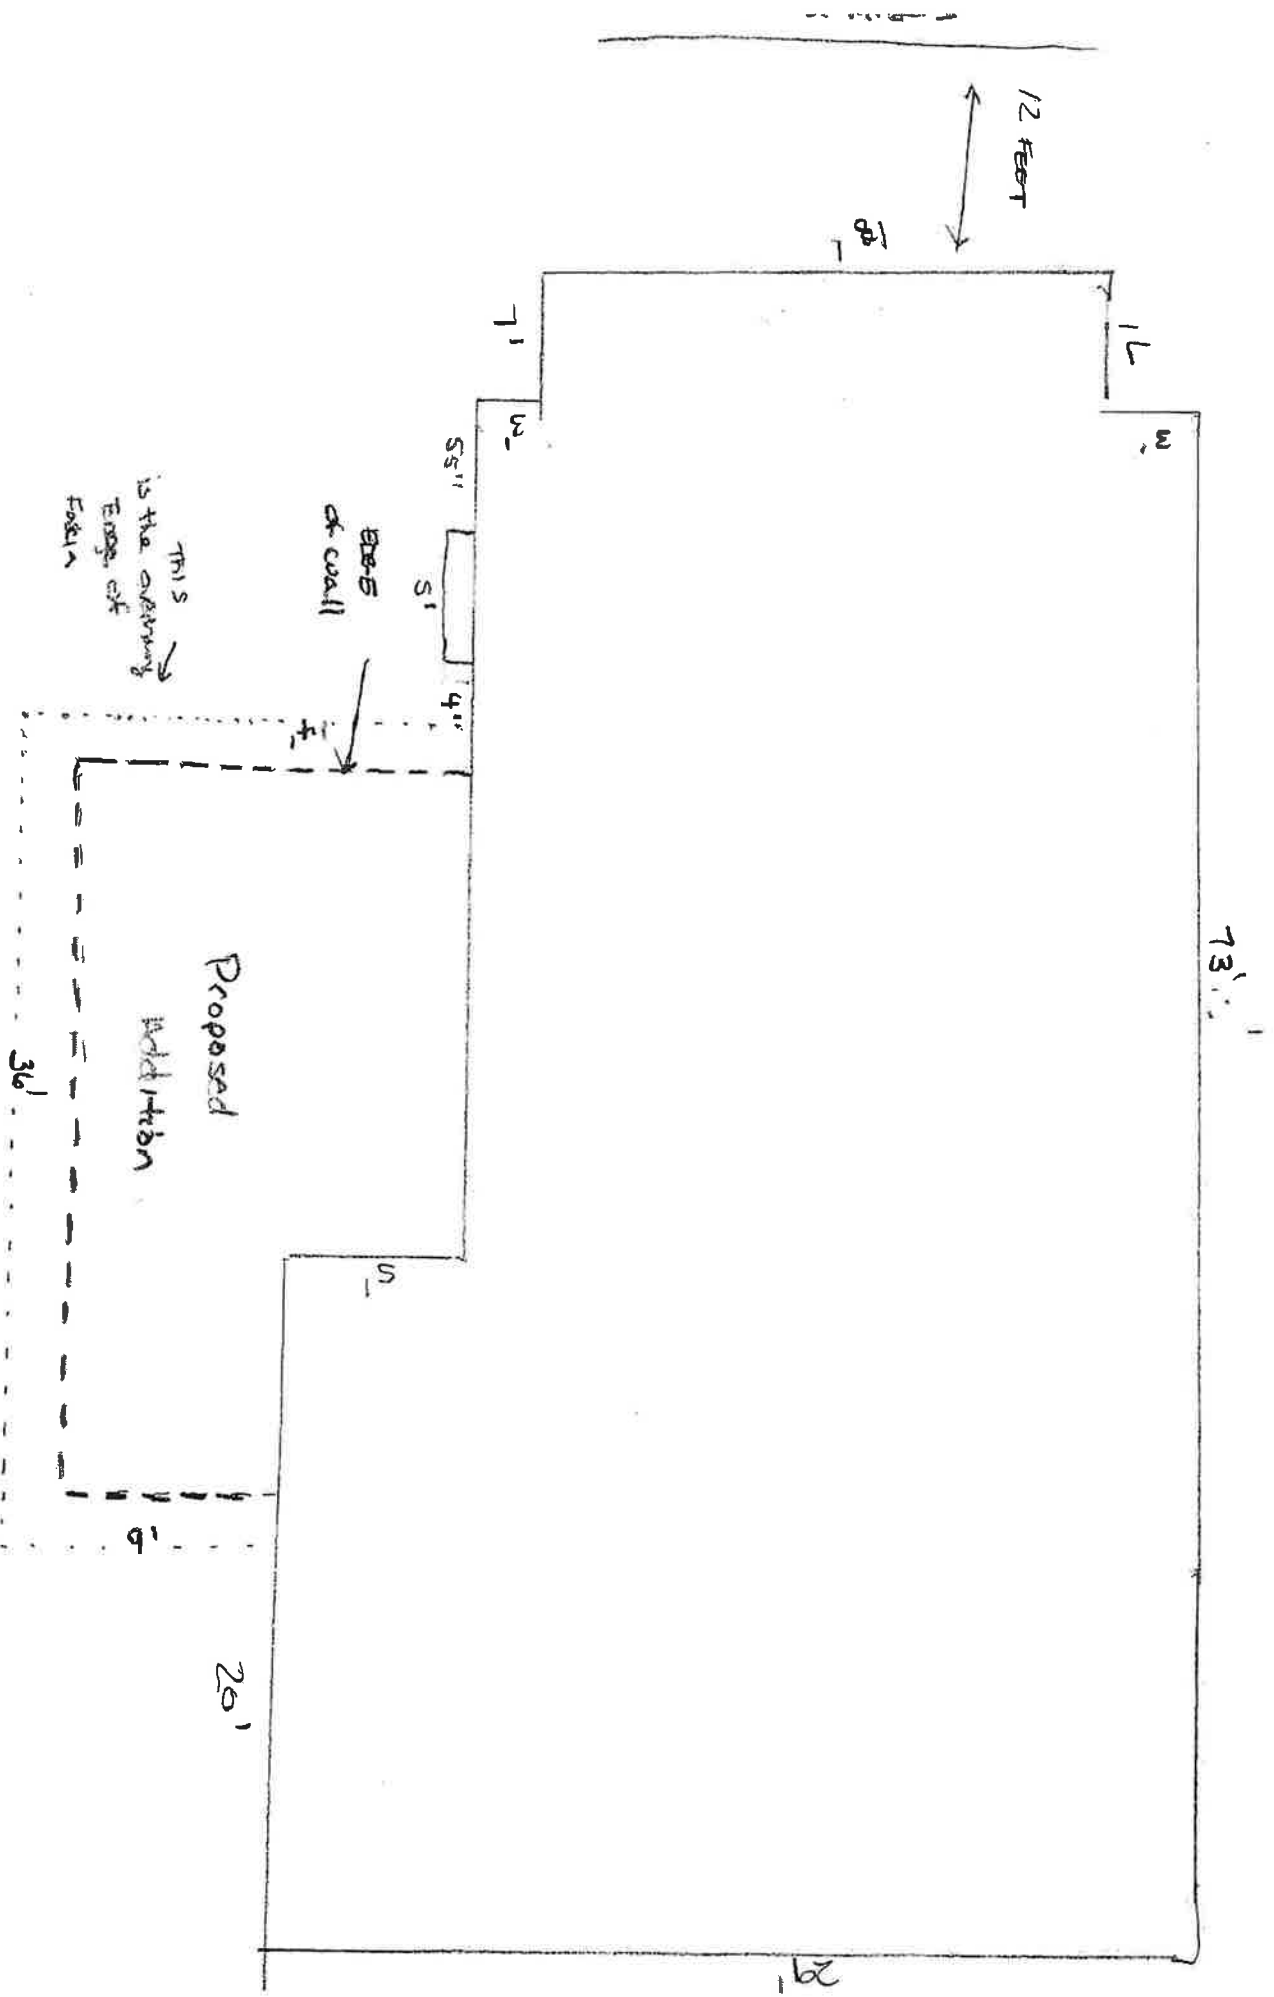 12 FEET
18'
7'
7'
3'
3'
55"
5'
4"
EDGE
of wall
THIS
is the overhang
Edge of
Fascia
4'
73'
Proposed
Addition
36'
5'
9'
20'
29'